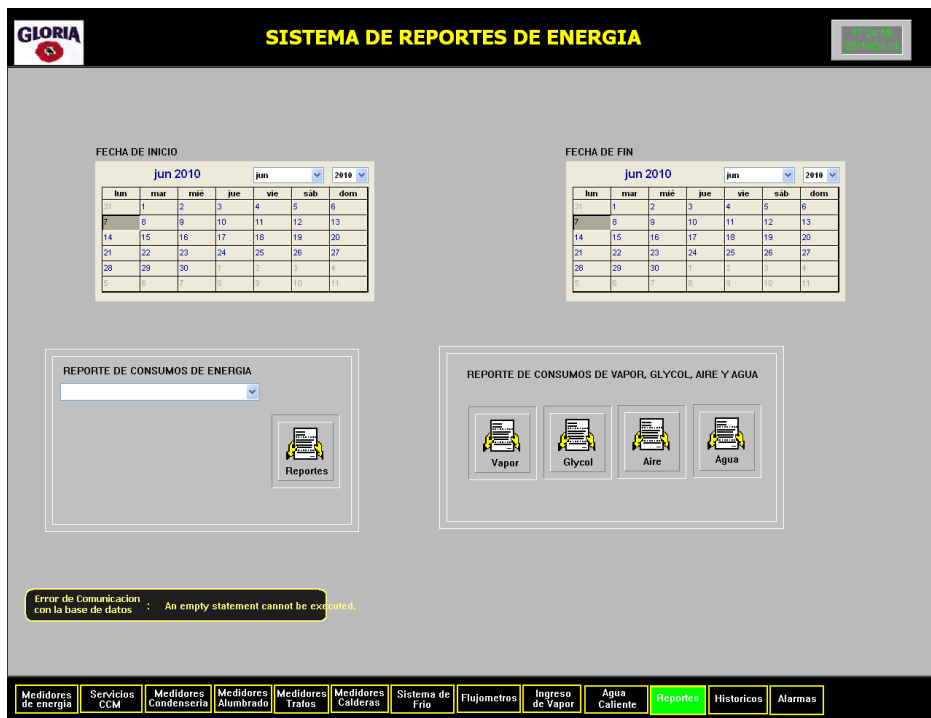 GLORIA
SISTEMA DE REPORTES DE ENERGIA
FECHA DE INICIO
jun 2010 jun 2010
lun mar mié jue vie sáb dom
31 1 2 3 4 5 6
7 8 9 10 11 12 13
14 15 16 17 18 19 20
21 22 23 24 25 26 27
28 29 30 1 2 3 4
5 6 7 8 9 10 11
FECHA DE FIN
jun 2010 jun 2010
lun mar mié jue vie sáb dom
31 1 2 3 4 5 6
7 8 9 10 11 12 13
14 15 16 17 18 19 20
21 22 23 24 25 26 27
28 29 30 1 2 3 4
5 6 7 8 9 10 11
REPORTE DE CONSUMOS DE ENERGIA
Reportes
REPORTE DE CONSUMOS DE VAPOR, GLYCOL, AIRE Y AGUA
Vapor Glycol Aire Agua
Error de Comunicacion
con la base de datos : An empty statement cannot be executed.
Medidores de energia
Servicios CCM
Medidores Condenseria
Medidores Alumbrado
Medidores Trafos
Medidores Calderas
Sistema de Frio
Flujometros
Ingreso de Vapor
Agua Caliente
Reportes
Historicos
Alarmas